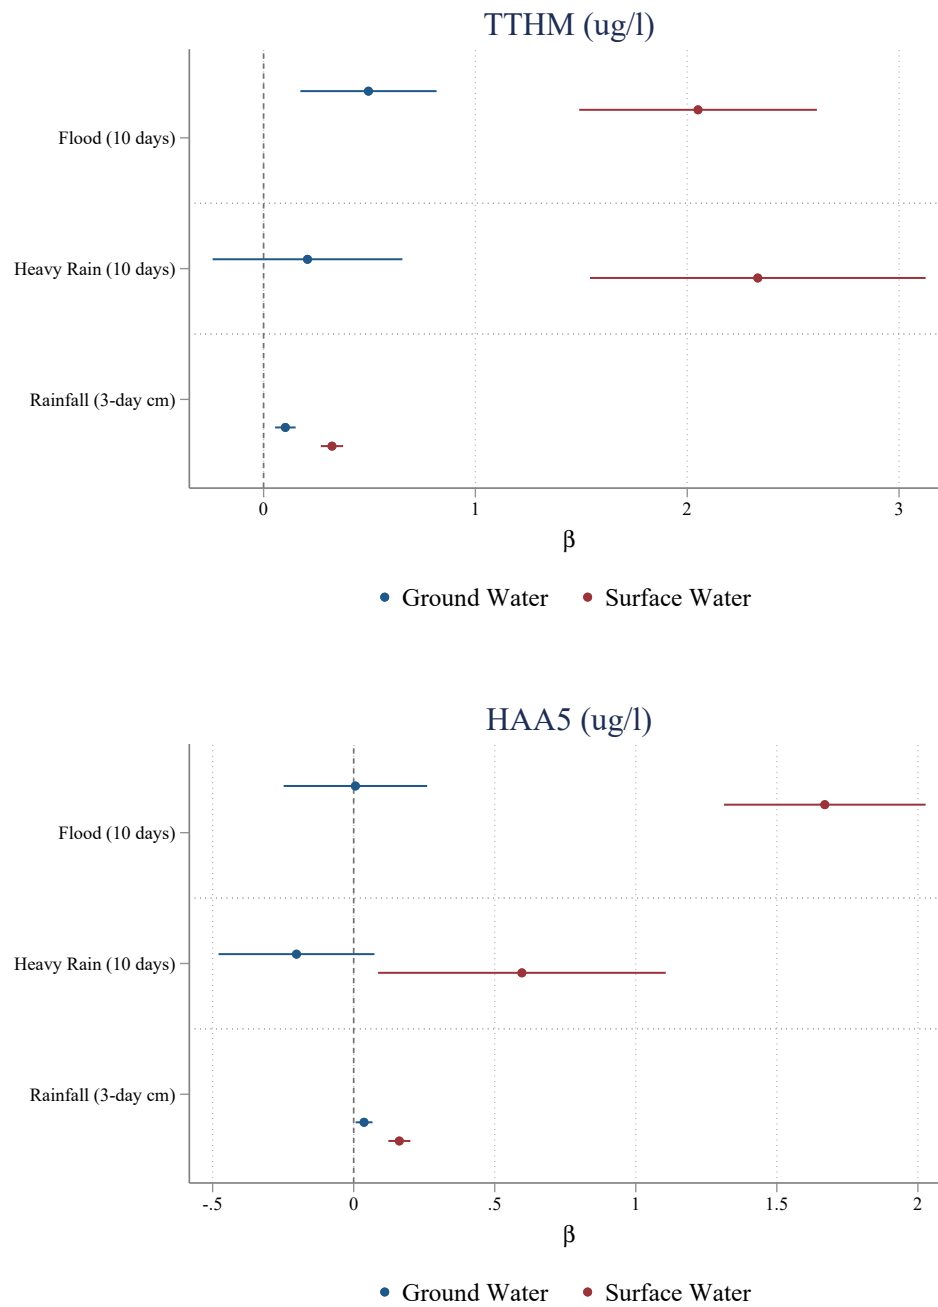 TTHM (ug/l)
Flood (10 days)
Heavy Rain (10 days)
Rainfall (3-day cm)
0 1 2 3
β
Ground Water Surface Water
HAA5 (ug/l)
Flood (10 days)
Heavy Rain (10 days)
Rainfall (3-day cm)
-.5 0 .5 1 1.5 2
β
Ground Water Surface Water